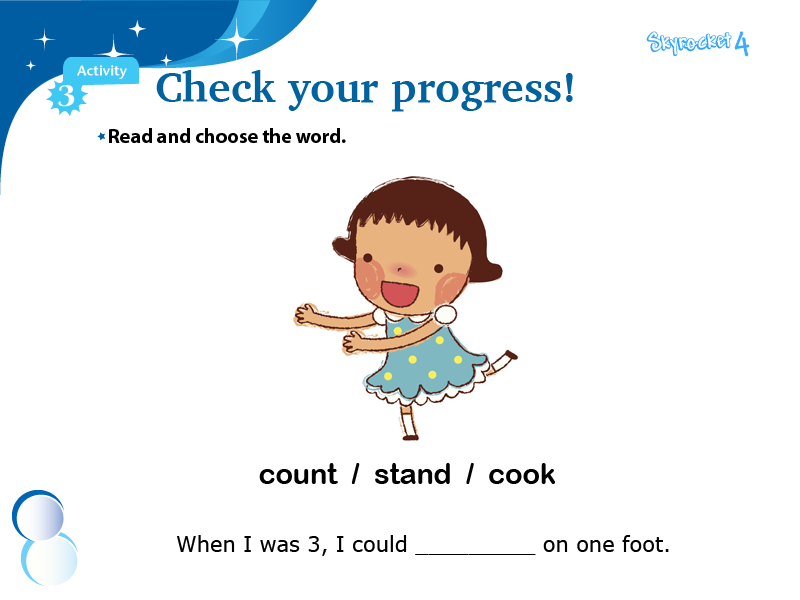 Skyrocket 4
Activity
3
Check your progress!
Read and choose the word.
count / stand / cook
When I was 3, I could __________ on one foot.